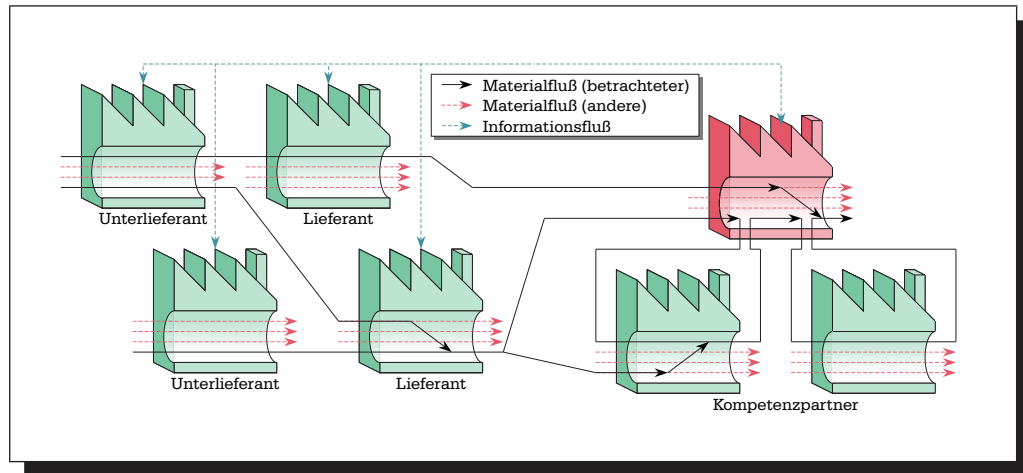 Materialfluß (betrachteter)
Materialfluß (andere)
Informationsfluß
Unterlieferant
Lieferant
Unterlieferant
Lieferant
Kompetenzpartner